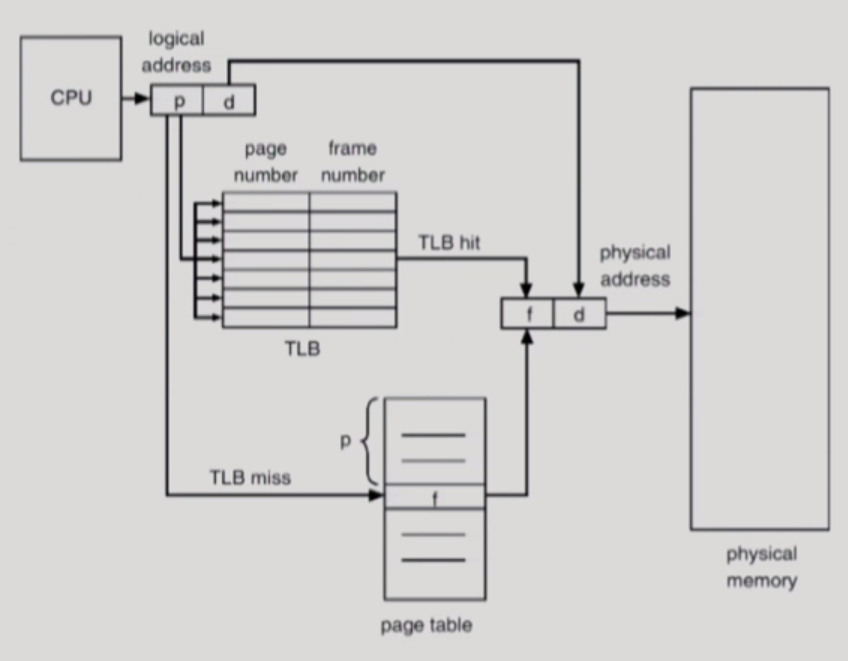 logical
address
CPU
p
d
page
number
frame
number
TLB hit
physical
address
f
d
TLB
p
TLB miss
f
page table
physical
memory